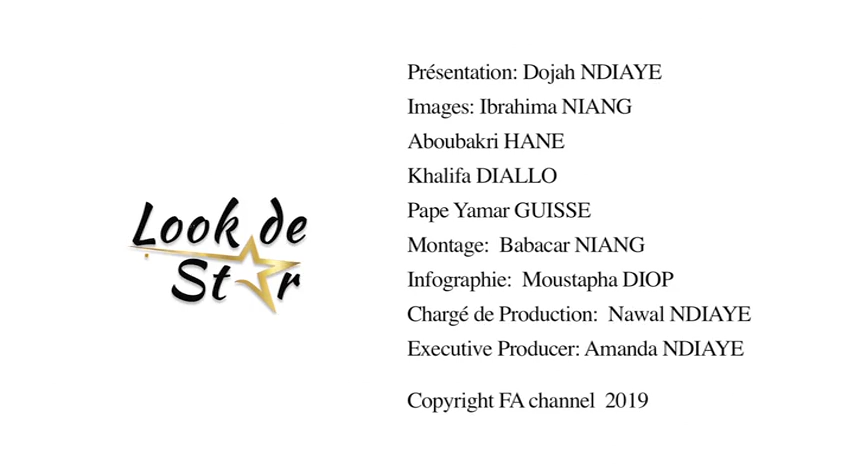 Look de
Star
Présentation: Dojah NDIAYE
Images: Ibrahima NIANG
Aboubakri HANE
Khalifa DIALLO
Pape Yamar GUISSE
Montage: Babacar NIANG
Infographie: Moustapha DIOP
Chargé de Production: Nawal NDIAYE
Executive Producer: Amanda NDIAYE
Copyright FA channel 2019